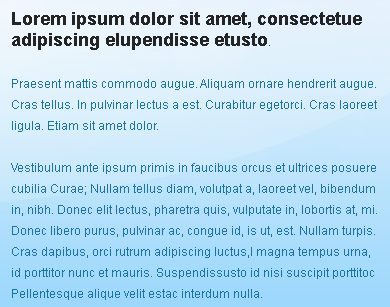 Lorem ipsum dolor sit amet, consectetue
adipiscing elupendisse etusto.
Praesent mattis commodo augue. Aliquam ornare hendrerit augue.
Cras tellus. In pulvinar lectus a est. Curabitur egetorci. Cras laoreet
ligula. Etiam sit amet dolor.
Vestibulum ante ipsum primis in faucibus orcus et ultrices posuere
cubilia Curae; Nullam tellus diam, volutpat a, laoreet vel, bibendum
in, nibh. Donec elit lectus, pharetra quis, vulputate in, lobortis at, mi.
Donec libero purus, pulvinar ac, congue id, is ut, est. Nullam turpis.
Cras dapibus, orci rutrum adipiscing luctus,I magna tempus urna,
id porttitor nunc et mauris. Suspendissusto id nisi suscipit porttitoc
Pellentesque alique velit estac interdum nulla.